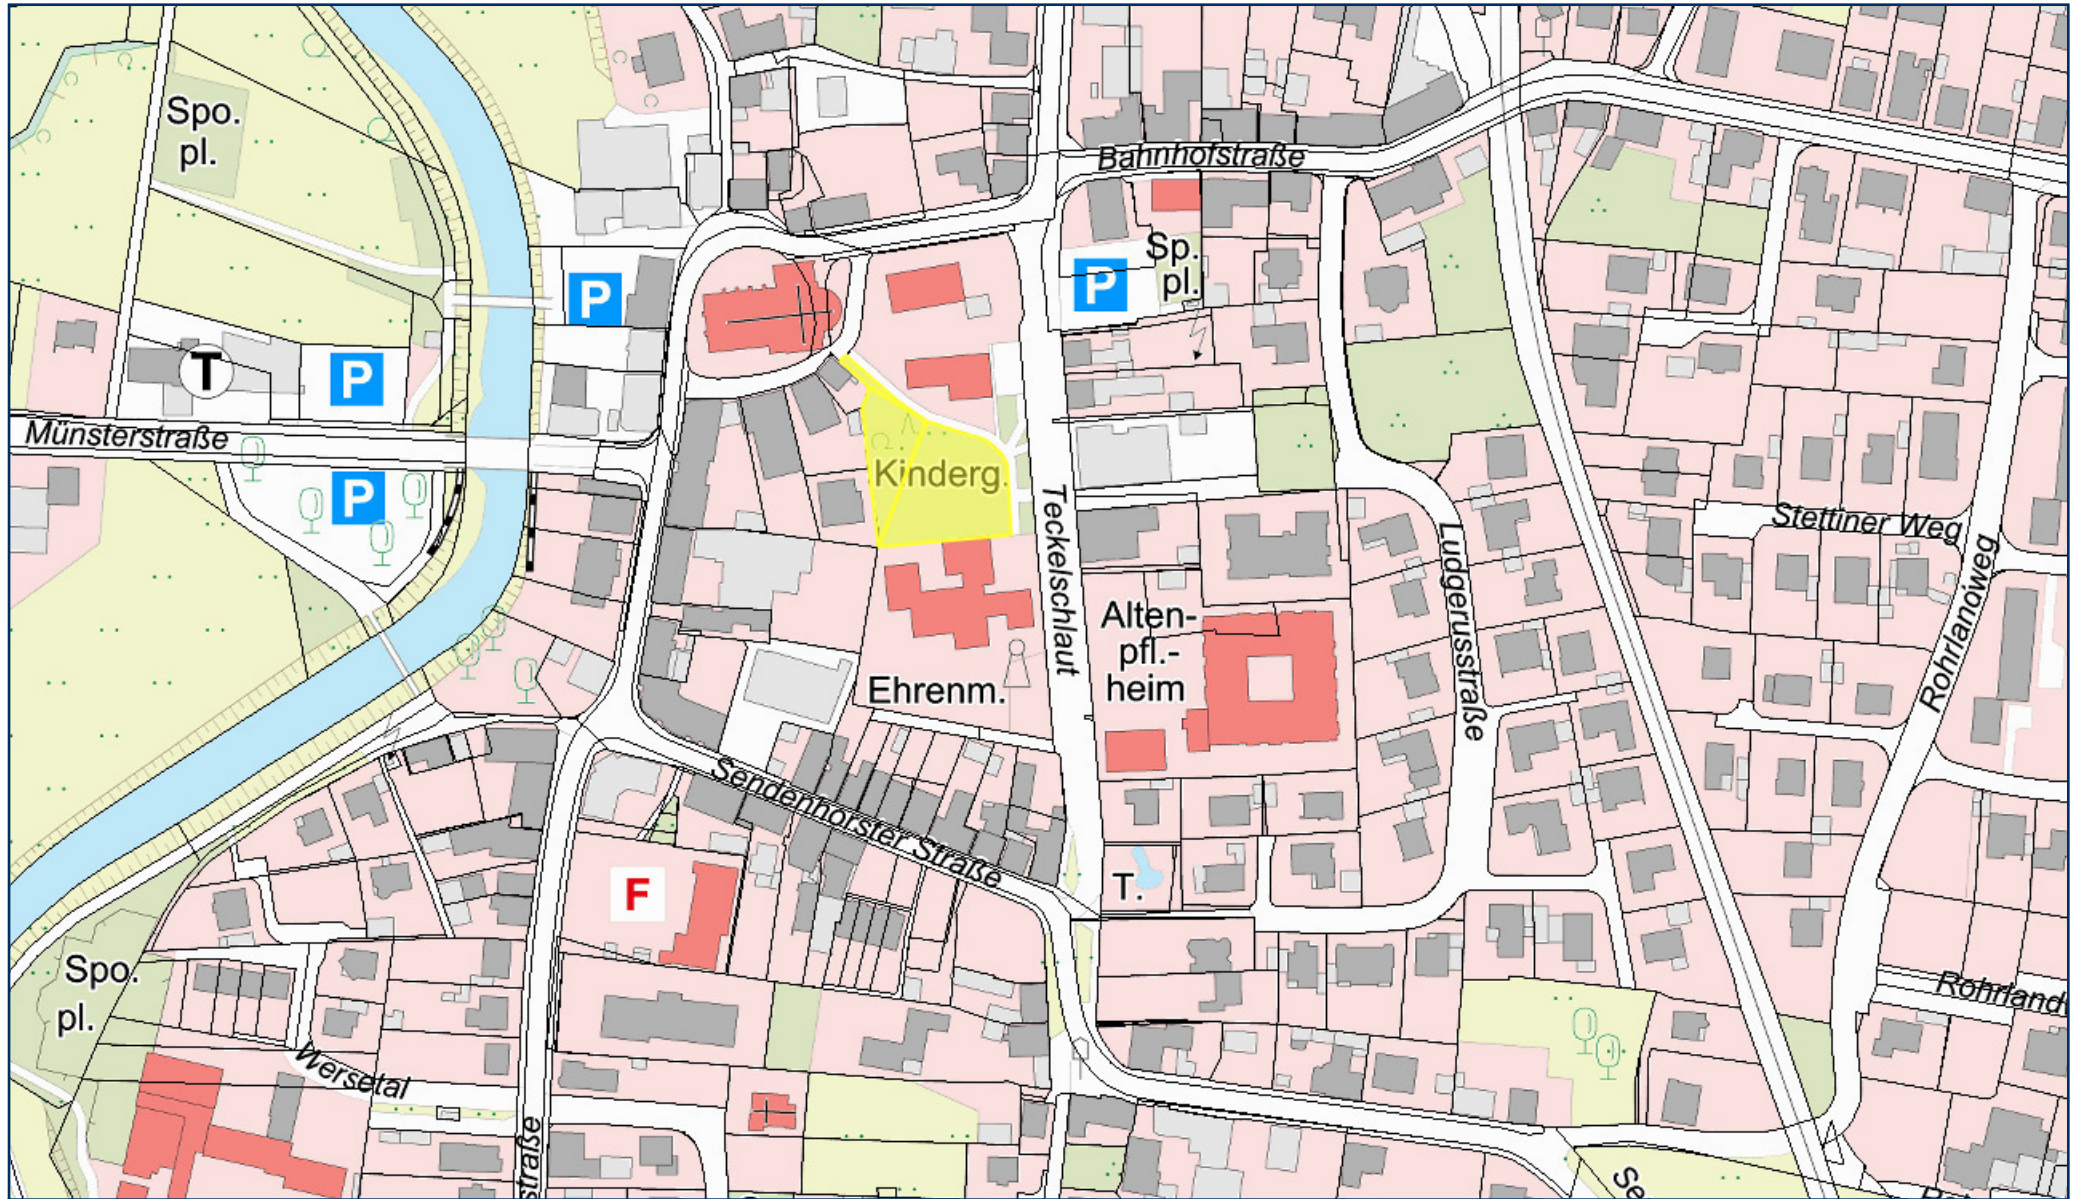 Spo.
pl.
Bahnhofstraße
Sp.
pl.
P
P
T
P
Münsterstraße
P
Kinderg.
Teckelschlaut
Stettiner Weg
Ludgerusstraße
Rohrlandweg
Alten-
pfl.-
heim
Ehrenm.
Sendenhorster Straße
F
T.
Spo.
pl.
Wersetal
Rohrland
straße
Se